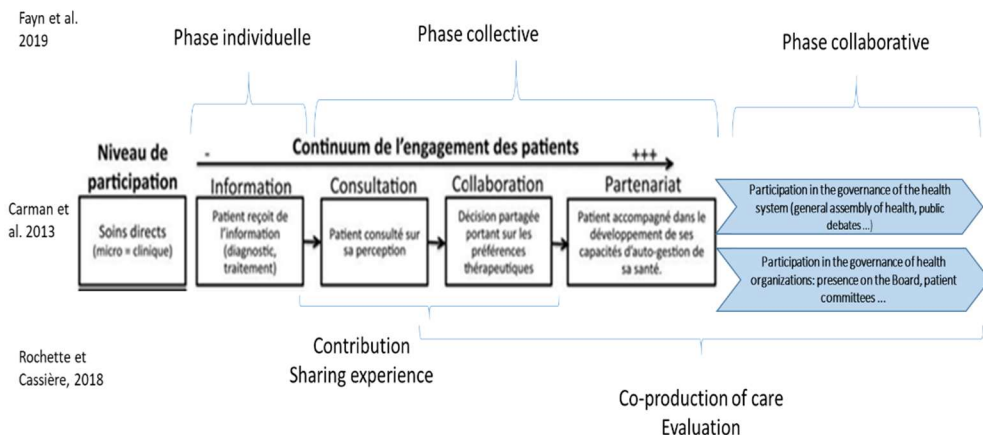 Fayn et al.
2019
Phase individuelle
Phase collective
Phase collaborative
Niveau de
participation
- Continuum de l'engagement des patients +++
Information
Consultation
Collaboration
Partenariat
Carman et
al. 2013
Soins directs
(micro = clinique)
Patient reçoit de
l'information
(diagnostic,
traitement)
Patient consulté sur
sa perception
Décision partagée
portant sur les
préférences
thérapeutiques
Patient accompagné dans le
développement de ses
capacités d'auto-gestion de
sa santé.
Participation in the governance of the health
system (general assembly of health, public
debates ...)
Participation in the governance of health
organizations: presence on the Board, patient
committees ...
Rochette et
Cassière, 2018
Contribution
Sharing experience
Co-production of care
Evaluation